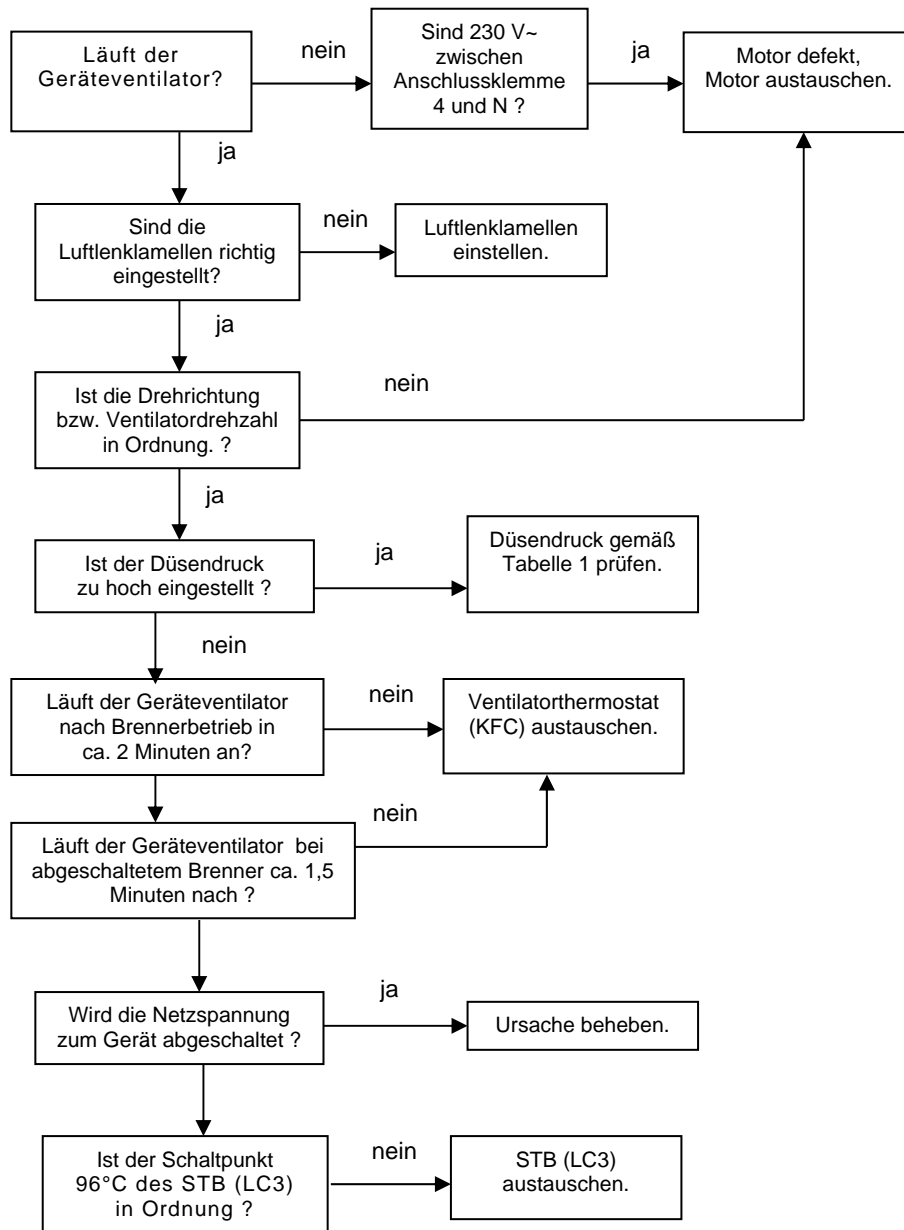 Läuft der
Geräteventilator?
nein
Sind 230 V~
zwischen
Anschlussklemme
4 und N ?
ja
Motor defekt,
Motor austauschen.
ja
Sind die
Luftlenklamellen richtig
eingestellt?
nein
Luftlenklamellen
einstellen.
ja
Ist die Drehrichtung
bzw. Ventilatordrehzahl
in Ordnung. ?
nein
ja
Ist der Düsendruck
zu hoch eingestellt ?
ja
Düsendruck gemäß
Tabelle 1 prüfen.
nein
Läuft der Geräteventilator
nach Brennerbetrieb in
ca. 2 Minuten an?
nein
Ventilatorthermostat
(KFC) austauschen.
Läuft der Geräteventilator bei
abgeschaltetem Brenner ca. 1,5
Minuten nach ?
nein
Wird die Netzspannung
zum Gerät abgeschaltet ?
ja
Ursache beheben.
Ist der Schaltpunkt
96°C des STB (LC3)
in Ordnung ?
nein
STB (LC3)
austauschen.